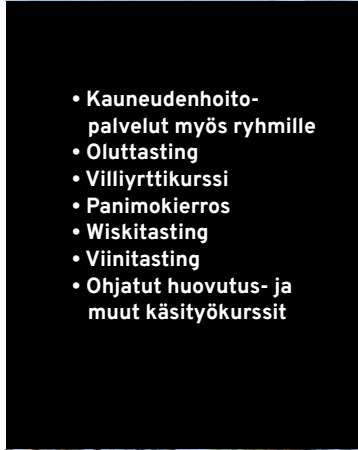 • Kauneudenhoito-
palvelut myös ryhmille
• Oluttasting
• Villiyrttikurssi
• Panimokierros
• Wiskitasting
• Viinitasting
• Ohjatut huovutus- ja
muut käsityökurssit